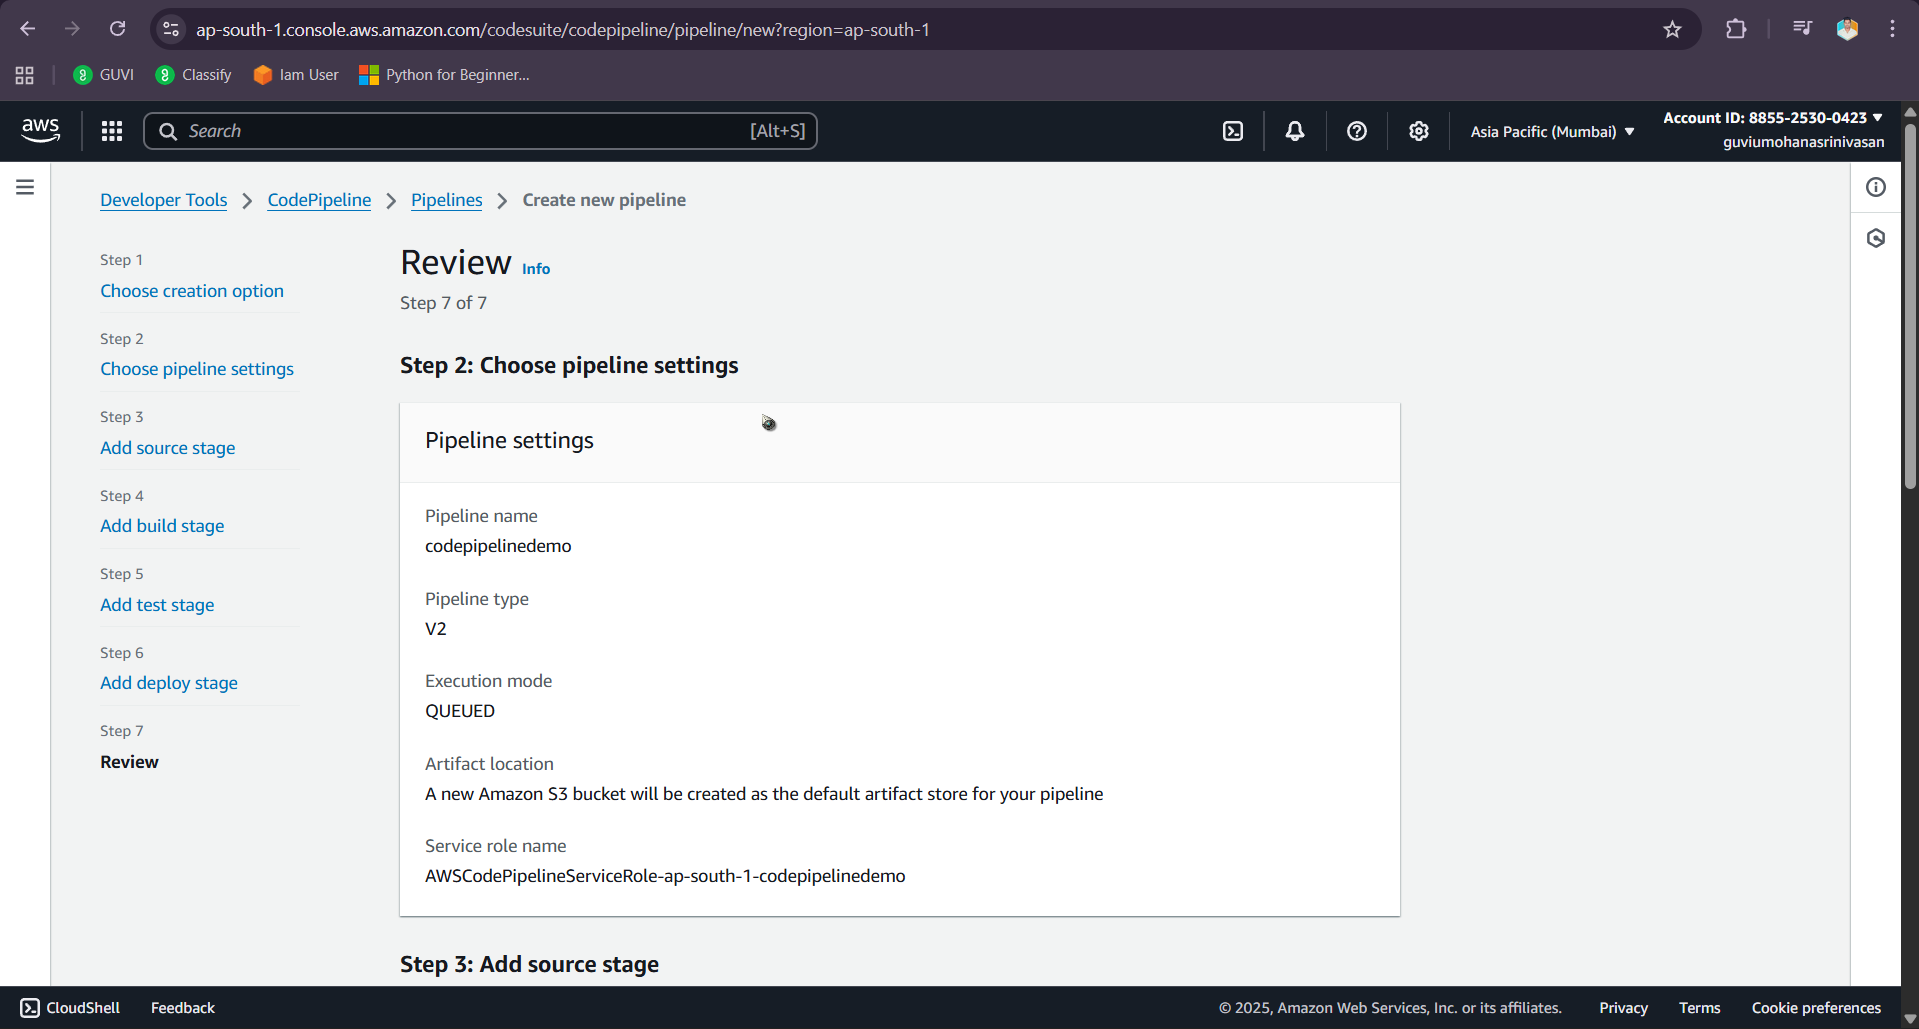 ap-south-1.console.aws.amazon.com/codesuite/codepipeline/pipeline/new?region=ap-south-1
GUVI
Classify
Iam User
Python for Beginner...
aws
Search
[Alt+S]
Asia Pacific (Mumbai)
Account ID: 8855-2530-0423
guviumohanasrinivasan
Developer Tools
CodePipeline
Pipelines
Create new pipeline
Step 1
Choose creation option
Step 2
Choose pipeline settings
Step 3
Add source stage
Step 4
Add build stage
Step 5
Add test stage
Step 6
Add deploy stage
Step 7
Review
Review Info
Step 7 of 7
Step 2: Choose pipeline settings
Pipeline settings
Pipeline name
codepipelinedemo
Pipeline type
V2
Execution mode
QUEUED
Artifact location
A new Amazon S3 bucket will be created as the default artifact store for your pipeline
Service role name
AWSCodePipelineServiceRole-ap-south-1-codepipelinedemo
Step 3: Add source stage
CloudShell
Feedback
© 2025, Amazon Web Services, Inc. or its affiliates.
Privacy
Terms
Cookie preferences